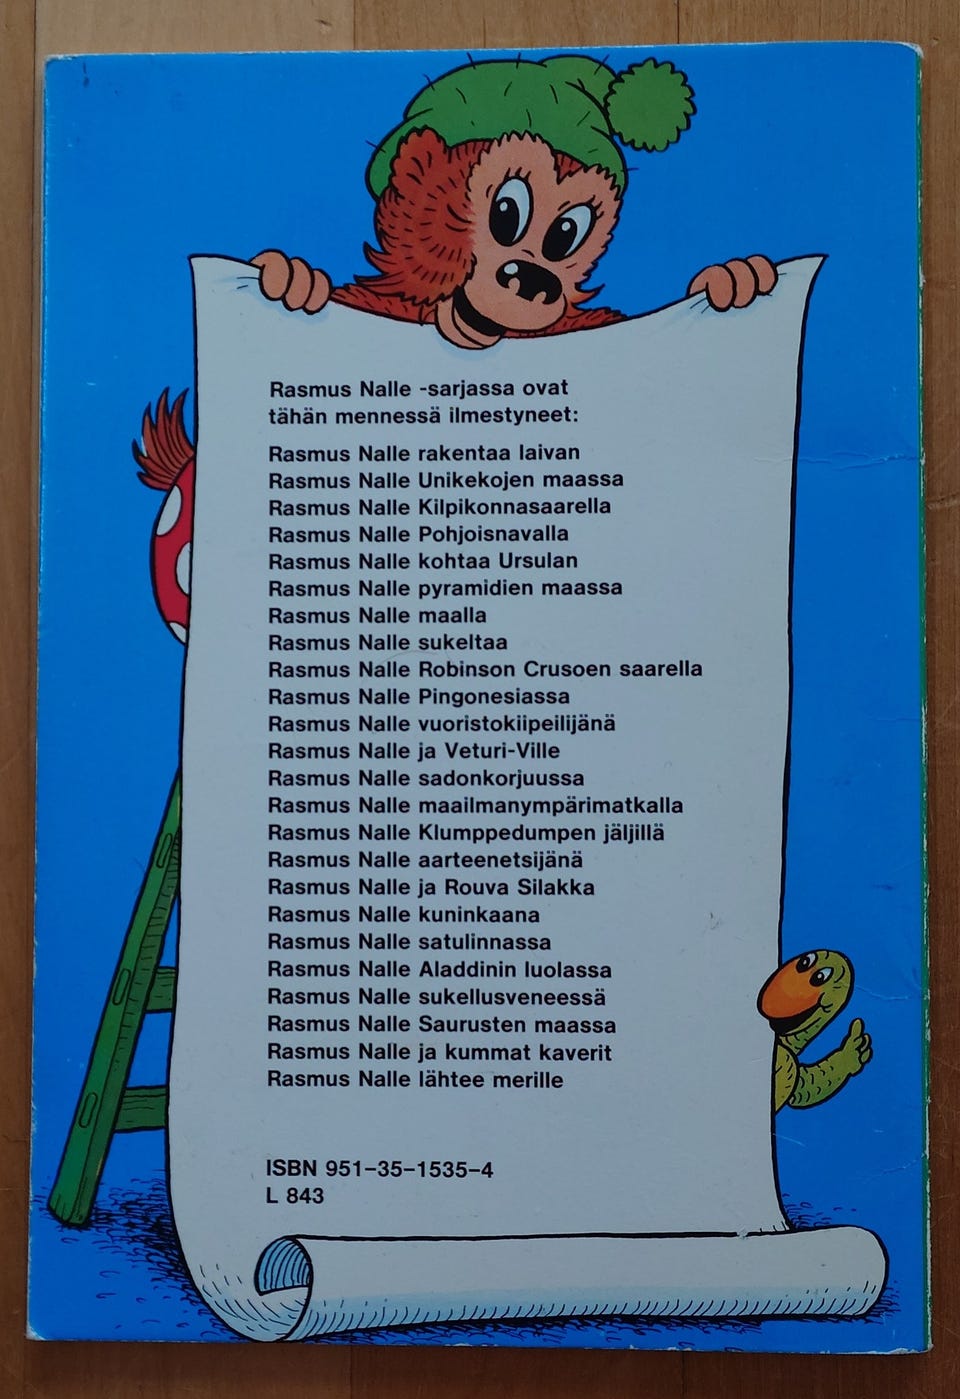 Rasmus Nalle -sarjassa ovat
tähän mennessä ilmestyneet:
Rasmus Nalle rakentaa laivan
Rasmus Nalle Unikekojen maassa
Rasmus Nalle Kilpikonnasaarella
Rasmus Nalle Pohjoisnavalla
Rasmus Nalle kohtaa Ursulan
Rasmus Nalle pyramidien maassa
Rasmus Nalle maalla
Rasmus Nalle sukeltaa
Rasmus Nalle Robinson Crusoen saarella
Rasmus Nalle Pingonesiassa
Rasmus Nalle vuoristokiipeilijänä
Rasmus Nalle ja Veturi-Ville
Rasmus Nalle sadonkorjuussa
Rasmus Nalle maailmanympärimatkalla
Rasmus Nalle Klumppedumpen jäljillä
Rasmus Nalle aarteenetsijänä
Rasmus Nalle ja Rouva Silakka
Rasmus Nalle kuninkaana
Rasmus Nalle satulinnassa
Rasmus Nalle Aladdinin luolassa
Rasmus Nalle sukellusveneessä
Rasmus Nalle Saurusten maassa
Rasmus Nalle ja kummat kaverit
Rasmus Nalle lähtee merille
ISBN 951-35-1535-4
L 843